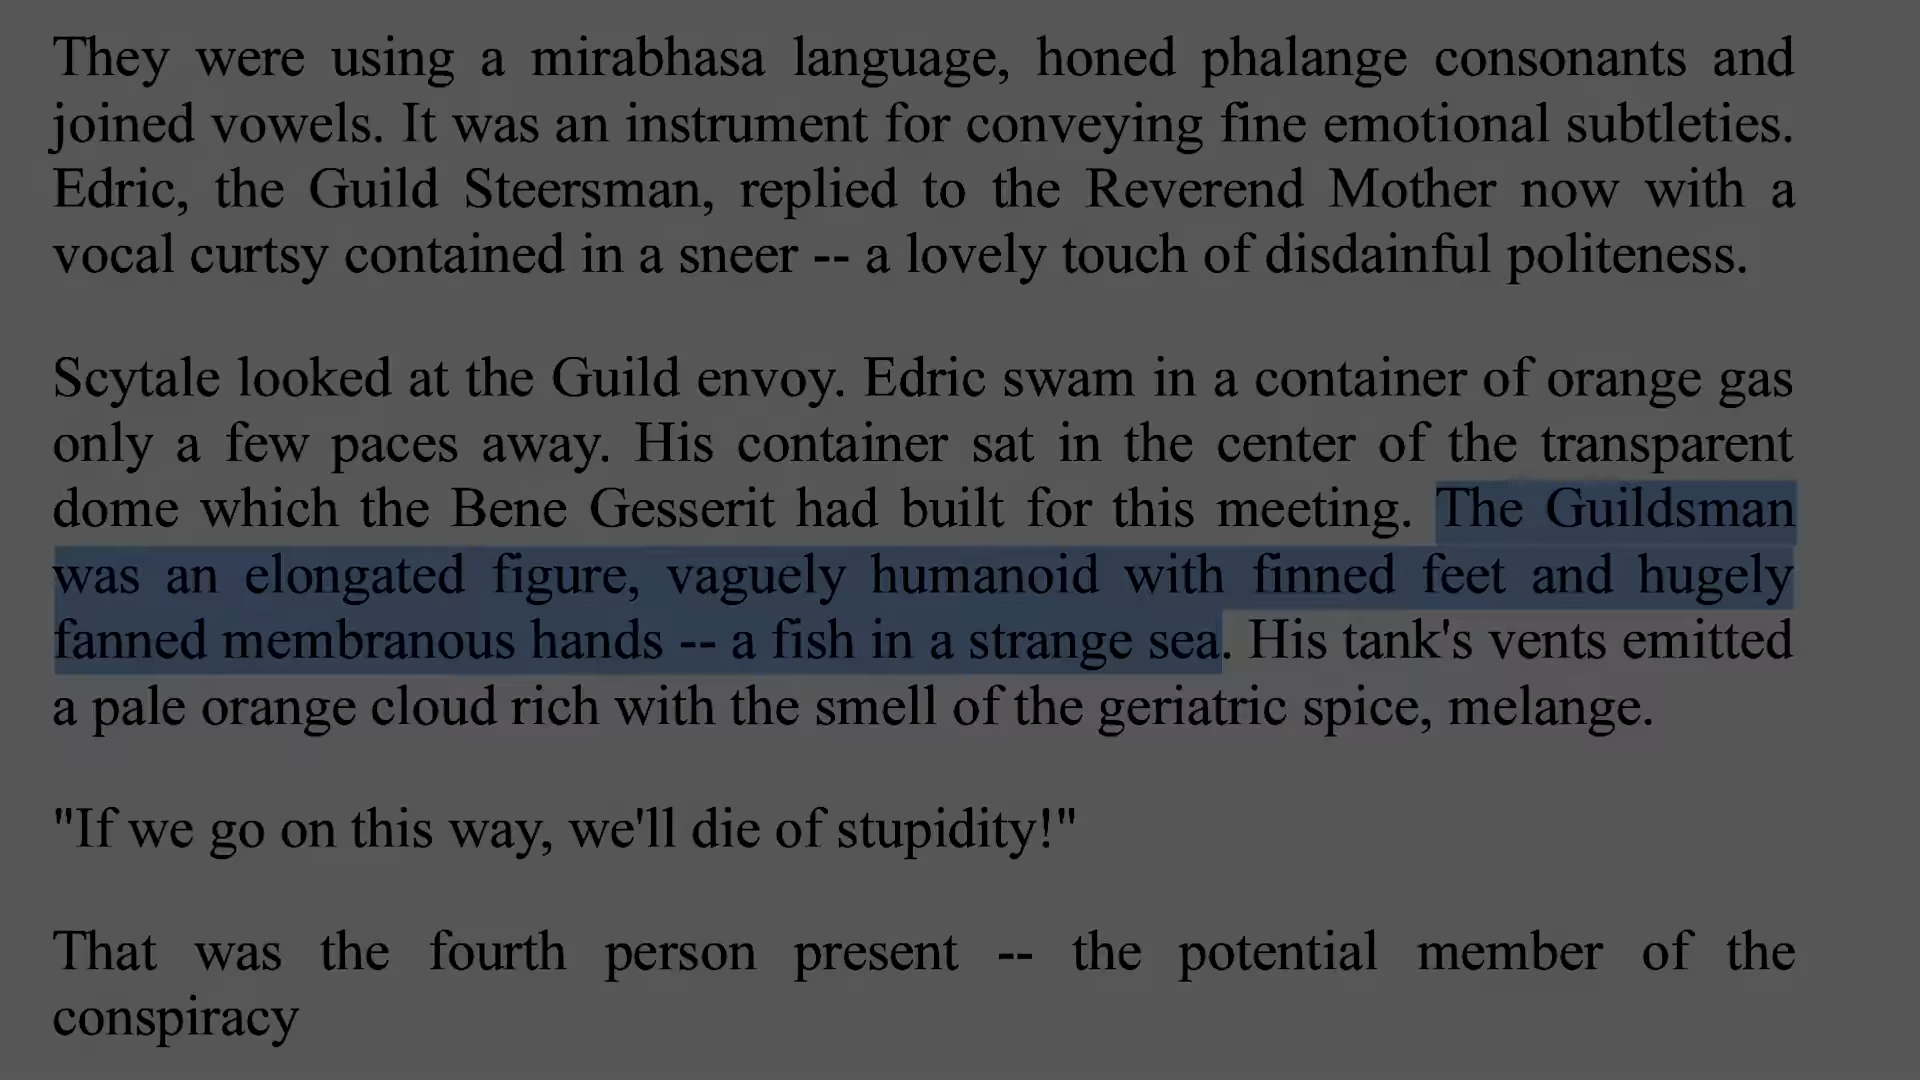 They were using a mirabhasa language, honed phalange consonants and
joined vowels. It was an instrument for conveying fine emotional subtleties.
Edric, the Guild Steersman, replied to the Reverend Mother now with a
vocal curtsy contained in a sneer -- a lovely touch of disdainful politeness.
Scytale looked at the Guild envoy. Edric swam in a container of orange gas
only a few paces away. His container sat in the center of the transparent
dome which the Bene Gesserit had built for this meeting. The Guildsman
was an elongated figure, vaguely humanoid with finned feet and hugely
fanned membranous hands -- a fish in a strange sea. His tank's vents emitted
a pale orange cloud rich with the smell of the geriatric spice, melange.
"If we go on this way, we'll die of stupidity!"
That was the fourth person present -- the potential member of the
conspiracy